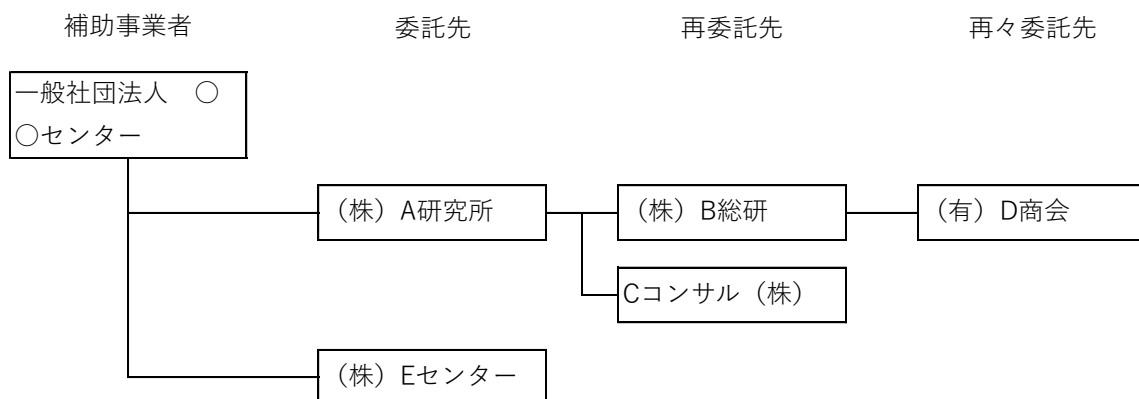 補助事業者 委託先 再委託先 再々委託先
一般社団法人 ○
○センター
(株)A研究所 (株)B総研 (有)D商会
Cコンサル(株)
(株)Eセンター